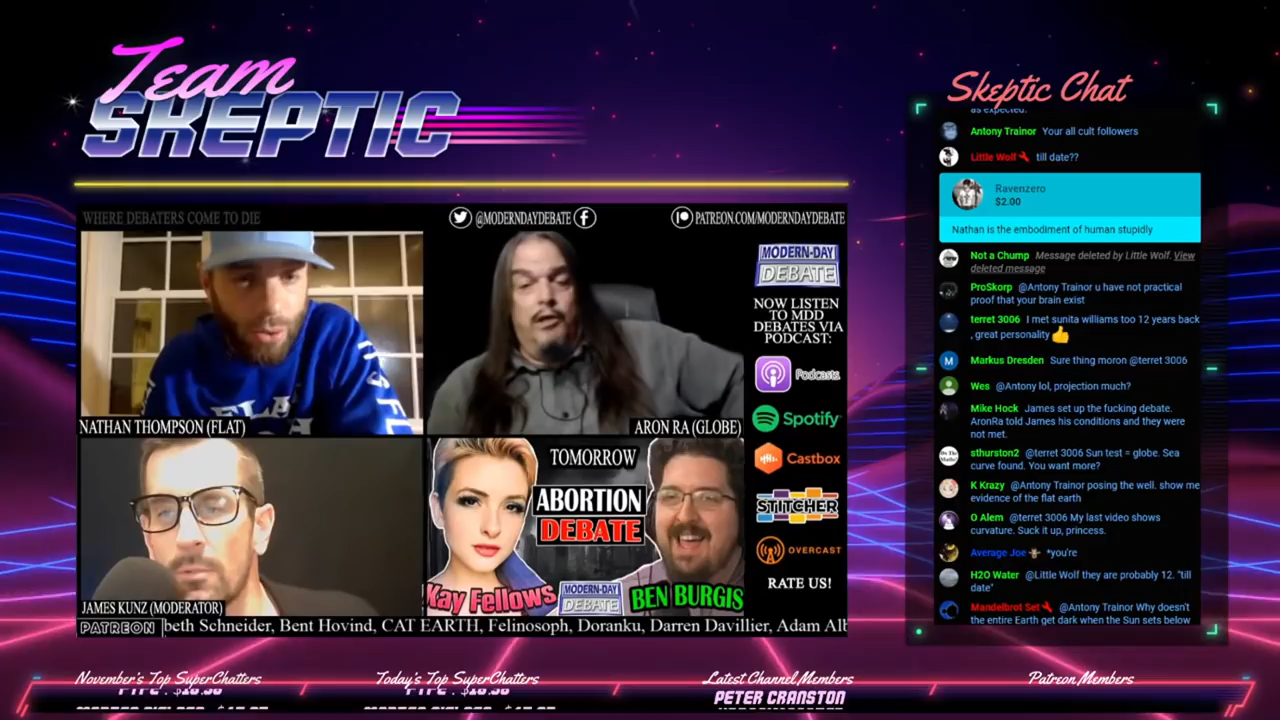 Team
SKEPTIC
WHERE DEBATERS COME TO DIE
@MODERNDAYDEBATE
PATREON.COM/MODERNDAYDEBATE
NATHAN THOMPSON (FLAT)
ARON RA (GLOBE)
JAMES KUNZ (MODERATOR)
TOMORROW
ABORTION
DEBATE
Kay Fellows
MODERN-DAY
DEBATE
BEN BURGIS
MODERN-DAY
DEBATE
NOW LISTEN
TO MDD
DEBATES VIA
PODCAST:
Podcasts
Spotify
Castbox
STITCHER
OVERCAST
RATE US!
PATREON
beth Schneider, Bent Hovind, CAT EARTH, Felinosoph, Doranku, Darren Davillier, Adam Alb
Skeptic Chat
as expected.
Antony Trainor Your all cult followers
Little Wolf till date??
Ravenzero
$2.00
Nathan is the embodiment of human stupidly
Not a Chump Message deleted by Little Wolf. View
deleted message
ProSkorp @Antony Trainor u have not practical
proof that your brain exist
terret 3006 I met sunita williams too 12 years back
, great personality 👍
M
Markus Dresden Sure thing moron @terret 3006
Wes @Antony lol, projection much?
Mike Hock James set up the fucking debate.
AronRa told James his conditions and they were
not met.
sthurston2 @terret 3006 Sun test = globe. Sea
curve found. You want more?
K Krazy @Antony Trainor posing the well. show me
evidence of the flat earth
O Alem @terret 3006 My last video shows
curvature. Suck it up, princess.
Average Joe *you're
H2O Water @Little Wolf they are probably 12. "till
date"
Mandelbrot Set @Antony Trainor Why doesn't
the entire Earth get dark when the Sun sets below
November's Top SuperChatters
Today's Top SuperChatters
Latest Channel Members
PETER CRANSTON
Patreon Members